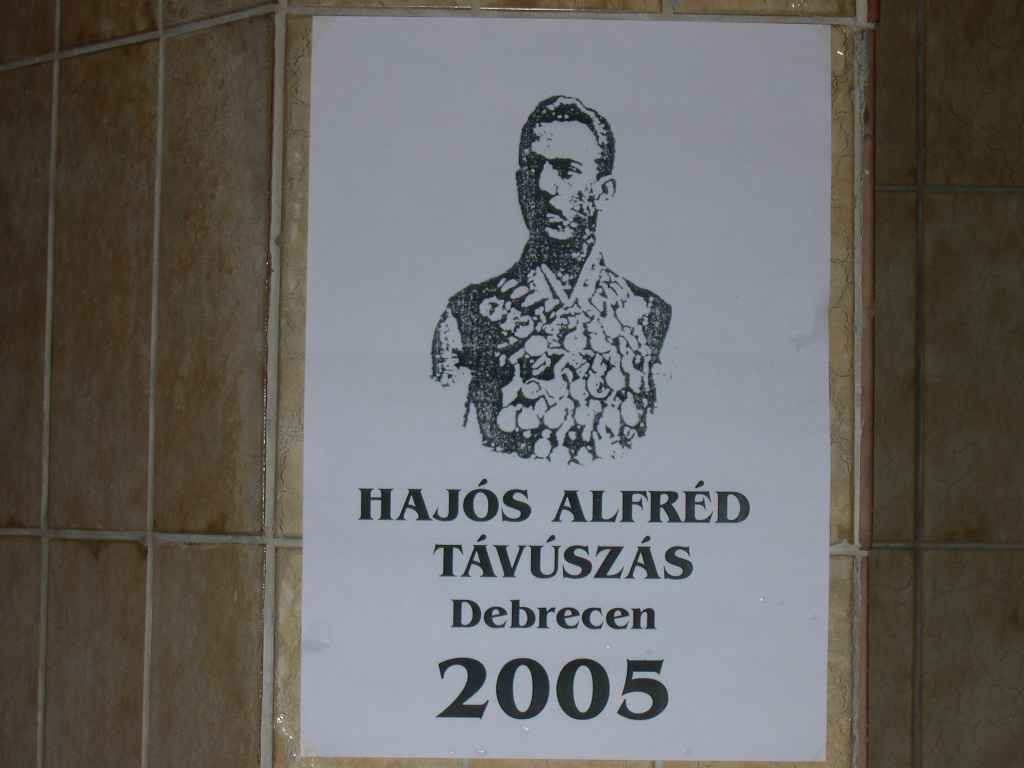 HAJÓS ALFRÉD
TÁVÚSZÁS
Debrecen
2005